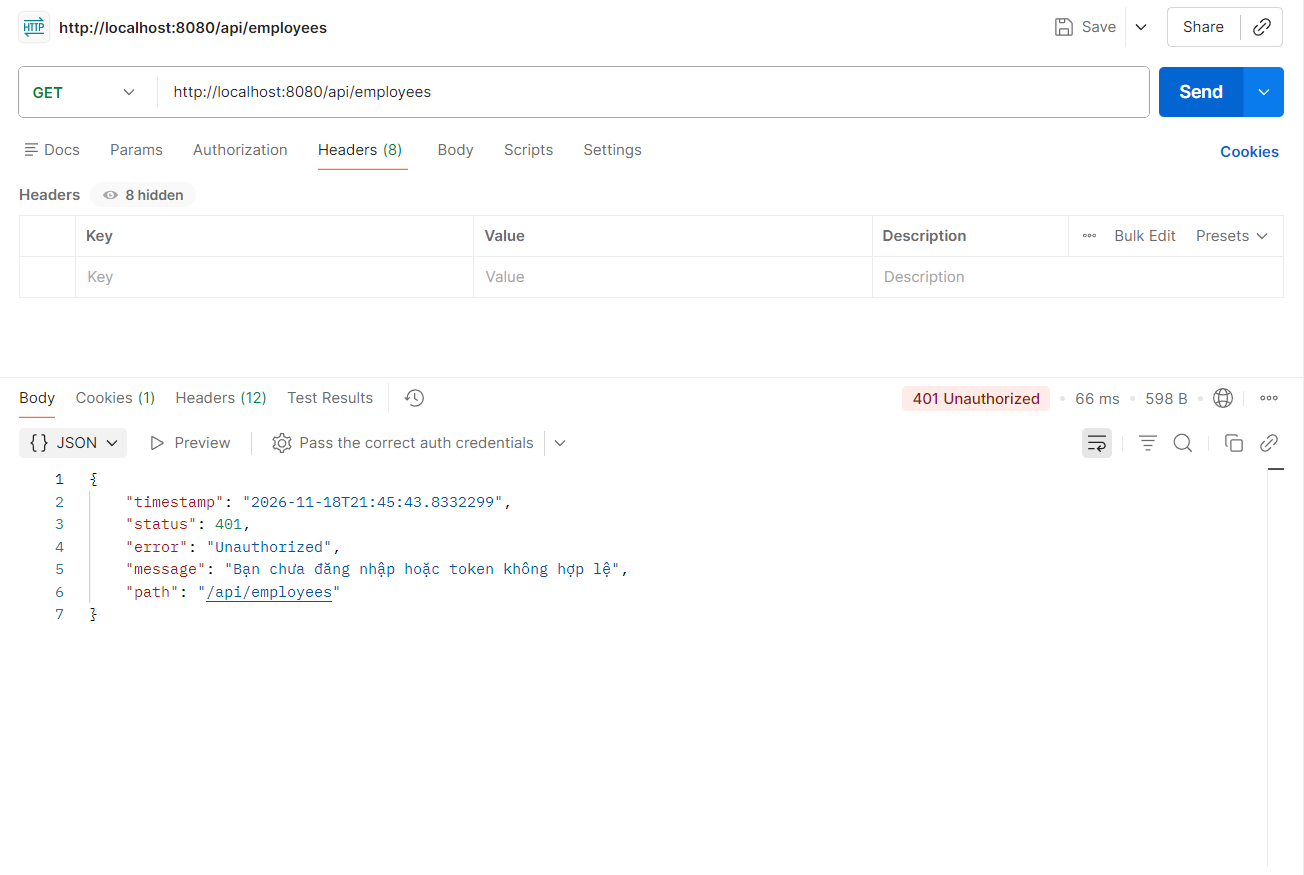 HTTP http://localhost:8080/api/employees Save Share
GET http://localhost:8080/api/employees Send
Docs Params Authorization Headers (8) Body Scripts Settings Cookies
Headers 8 hidden
Key Value Description Bulk Edit Presets
Key Value Description
Body Cookies (1) Headers (12) Test Results 401 Unauthorized • 66 ms • 598 B •
{} JSON Preview Pass the correct auth credentials
1 {
2 "timestamp": "2026-11-18T21:45:43.8332299",
3 "status": 401,
4 "error": "Unauthorized",
5 "message": "Bạn chưa đăng nhập hoặc token không hợp lệ",
6 "path": "/api/employees"
7 }